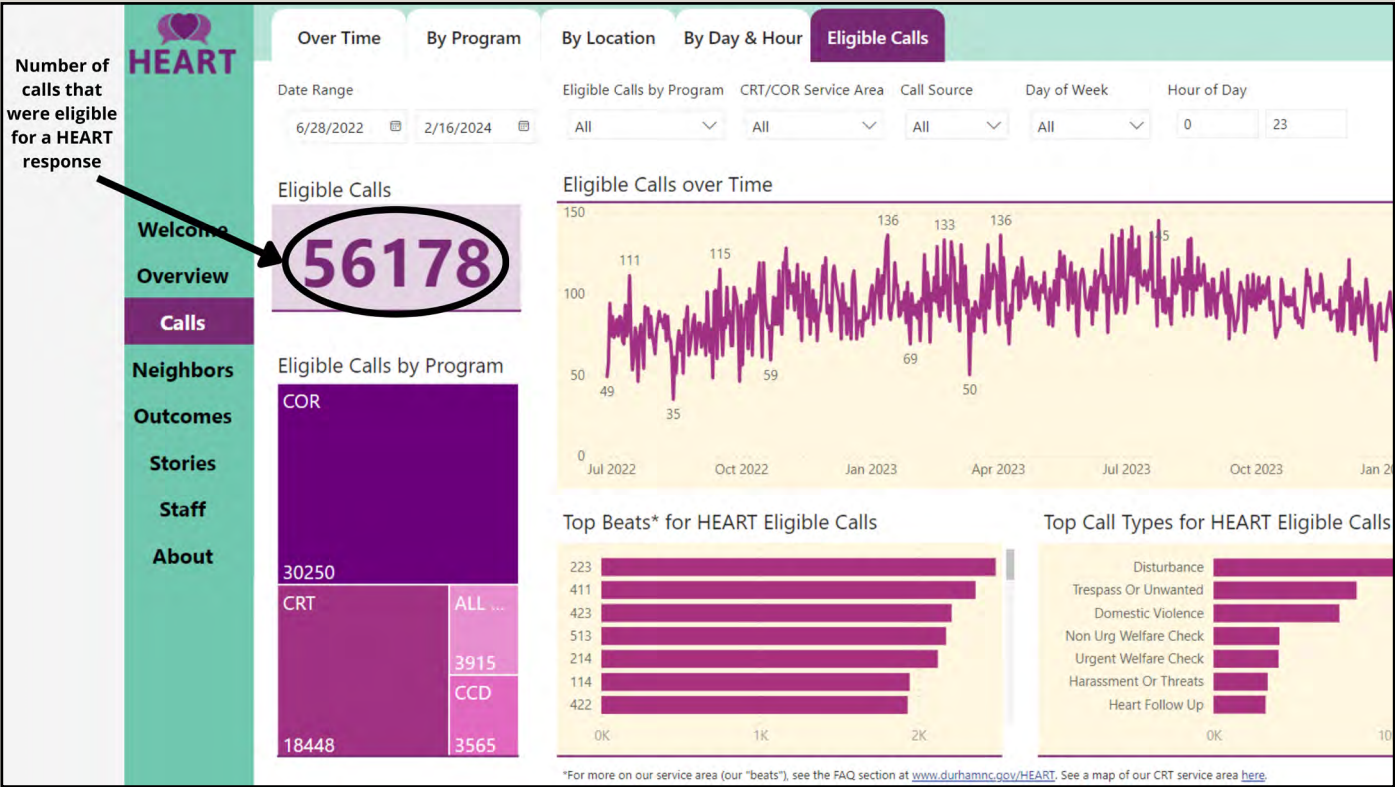 Number of
calls that
were eligible
for a HEART
response
HEART
Welcome
Overview
Calls
Neighbors
Outcomes
Stories
Staff
About
Over Time
By Program
By Location
By Day & Hour
Eligible Calls
Date Range
6/28/2022
2/16/2024
Eligible Calls by Program
All
CRT/COR Service Area
All
Call Source
All
Day of Week
All
Hour of Day
0
23
Eligible Calls
56178
Eligible Calls by Program
COR
30250
CRT
18448
ALL ...
3915
CCD
3565
Eligible Calls over Time
150
100
50
0
49
111
35
115
59
136
69
133
50
136
45
Jul 2022
Oct 2022
Jan 2023
Apr 2023
Jul 2023
Oct 2023
Jan 2
Top Beats* for HEART Eligible Calls
223
411
423
513
214
114
422
0K
1K
2K
Top Call Types for HEART Eligible Calls
Disturbance
Trespass Or Unwanted
Domestic Violence
Non Urg Welfare Check
Urgent Welfare Check
Harassment Or Threats
Heart Follow Up
0K
10
*For more on our service area (our "beats"), see the FAQ section at www.durhamnc.gov/HEART. See a map of our CRT service area here.